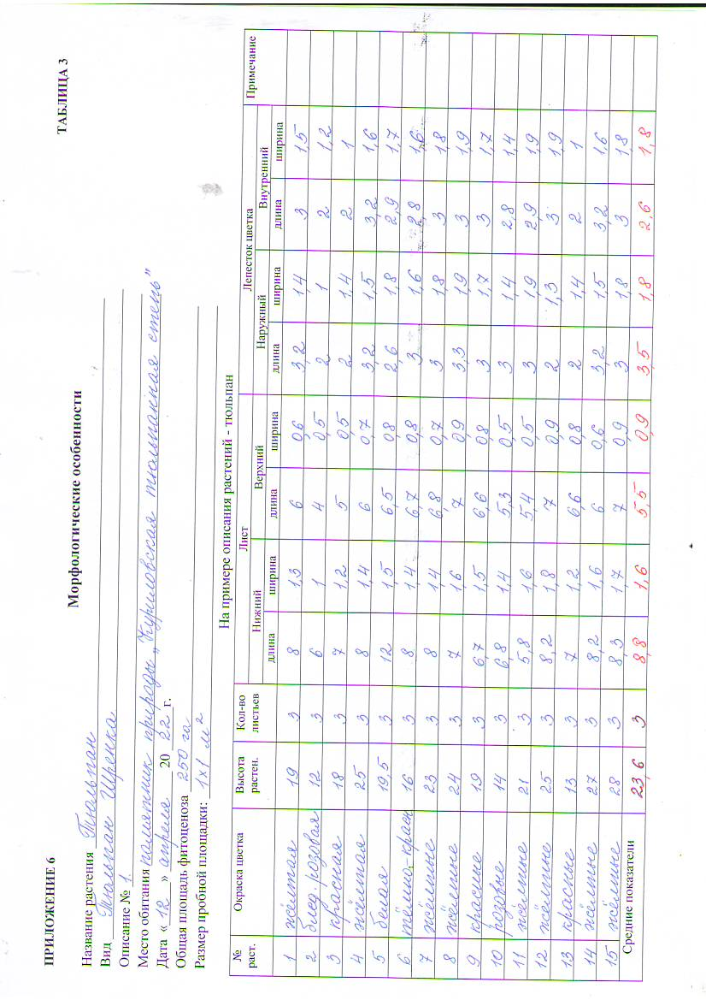 ПРИЛОЖЕНИЕ 6
ТАБЛИЦА 3
Морфологические особенности
Название растения Тюльпан
Вид Тюльпан Шренка
Описание № 1.
Место обитания памятник природы „Куриловская тюльпанная степь"
Дата « 12 » апреля 20 22 г.
Общая площадь фитоценоза 250 га
Размер пробной площадки: 1х1 м²
На примере описания растений - тюльпан
№ раст. Окраска цветка Высота растен. Кол-во листьев Лист Лепесток цветка Примечание
Нижний Верхний Наружный Внутренний
длина ширина длина ширина длина ширина длина ширина
1 жёлтая 19 3 8 1,3 6 0,6 3,2 1,4 3 1,5
2 блед. розовая 12 3 6 1 4 0,5 2 1 2 1,2
3 красная 18 3 7 1,2 5 0,5 2 1,4 2 1
4 жёлтая 25 3 8 1,4 6 0,7 3,2 1,5 3,2 1,6
5 белая 19,5 3 12 1,5 6,5 0,8 2,6 1,8 2,9 1,7
6 тёмно-красн 16 3 8 1,4 6,7 0,8 3 1,6 2,8 1,6
7 жёлтые 23 3 8 1,4 6,8 0,7 3 1,8 3 1,8
8 жёлтые 24 3 7 1,6 7 0,9 3,3 1,9 3 1,9
9 красные 19 3 6,7 1,5 6,6 0,8 3 1,7 3 1,7
10 розовые 14 3 6,8 1,4 5,3 0,5 3 1,4 2,8 1,4
11 жёлтые 21 3 5,8 1,6 5,4 0,5 3 1,9 2,9 1,9
12 жёлтые 25 3 8,2 1,8 7 0,9 2 1,3 3 1,9
13 красные 13 3 7 1,2 6,6 0,8 2 1,4 2 1
14 жёлтые 27 3 8,2 1,6 6 0,6 3,2 1,5 3,2 1,6
15 жёлтые 28 3 8,3 1,7 7 0,9 3 1,8 3 1,8
Средние показатели 23,6 3 8,8 1,6 5,5 0,9 3,5 1,8 2,6 1,8